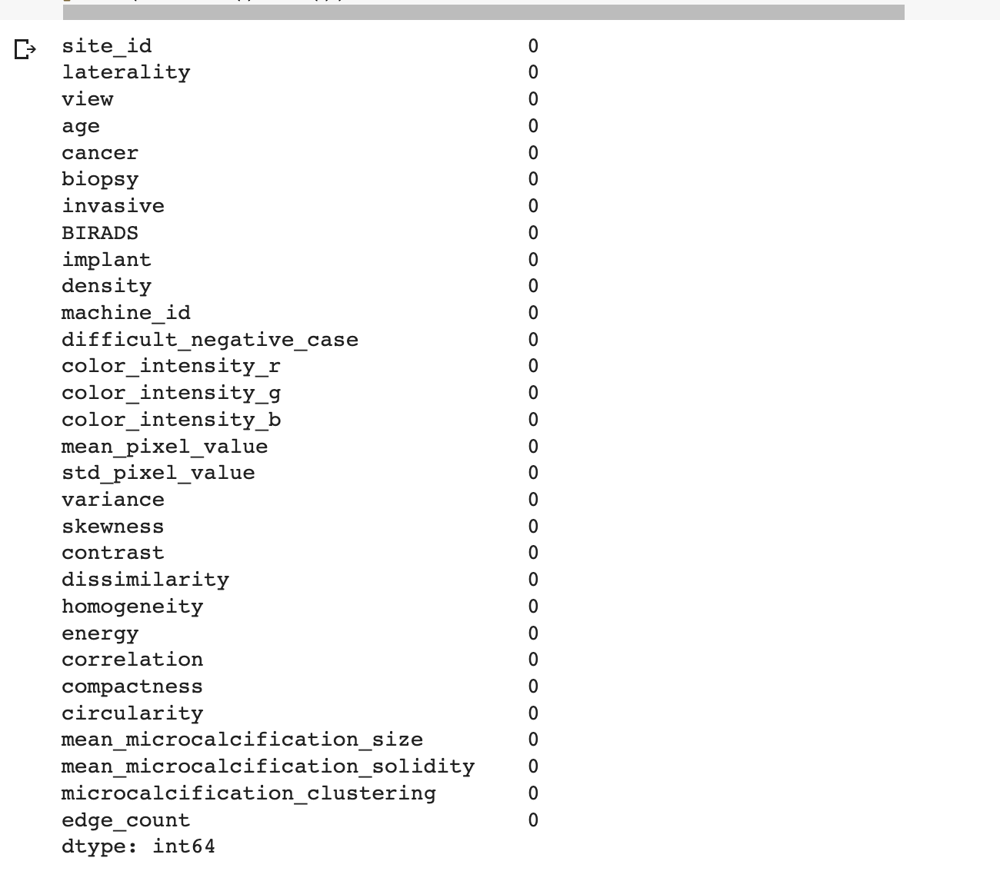 site_id 0
laterality 0
view 0
age 0
cancer 0
biopsy 0
invasive 0
BIRADS 0
implant 0
density 0
machine_id 0
difficult_negative_case 0
color_intensity_r 0
color_intensity_g 0
color_intensity_b 0
mean_pixel_value 0
std_pixel_value 0
variance 0
skewness 0
contrast 0
dissimilarity 0
homogeneity 0
energy 0
correlation 0
compactness 0
circularity 0
mean_microcalcification_size 0
mean_microcalcification_solidity 0
microcalcification_clustering 0
edge_count 0
dtype: int64